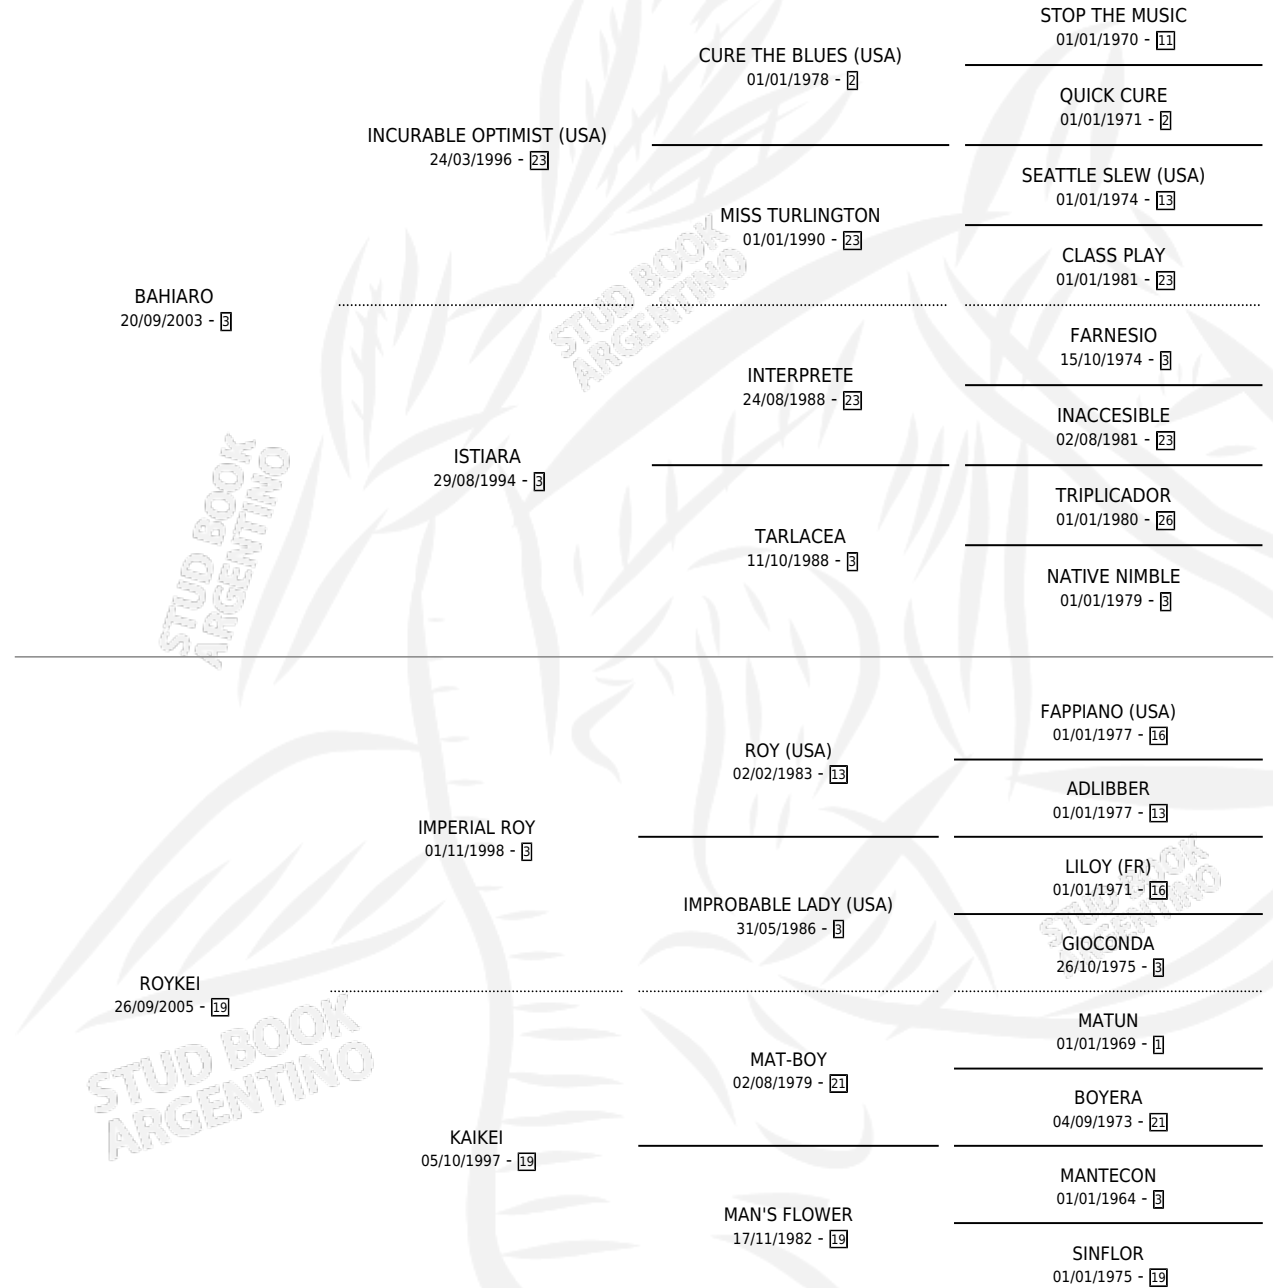 STOP THE MUSIC
01/01/1970 - 11
CURE THE BLUES (USA)
01/01/1978 - 2
QUICK CURE
01/01/1971 - 2
INCURABLE OPTIMIST (USA)
24/03/1996 - 23
SEATTLE SLEW (USA)
01/01/1974 - 13
MISS TURLINGTON
01/01/1990 - 23
CLASS PLAY
01/01/1981 - 23
BAHIARO
20/09/2003 - 3
FARNESIO
15/10/1974 - 3
INTERPRETE
24/08/1988 - 23
INACCESIBLE
02/08/1981 - 23
ISTIARA
29/08/1994 - 3
TRIPLICADOR
01/01/1980 - 26
TARLACEA
11/10/1988 - 3
NATIVE NIMBLE
01/01/1979 - 3
STUD BOOK
ARGENTINO
STUD BOOK
ARGENTINO
FAPPIANO (USA)
01/01/1977 - 16
ROY (USA)
02/02/1983 - 13
ADLIBBER
01/01/1977 - 13
IMPERIAL ROY
01/11/1998 - 3
LILOY (FR)
01/01/1971 - 16
IMPROBABLE LADY (USA)
31/05/1986 - 3
GIOCONDA
26/10/1975 - 3
ROYKEI
26/09/2005 - 19
MATUN
01/01/1969 - 1
MAT-BOY
02/08/1979 - 21
BOYERA
04/09/1973 - 21
KAIKEI
05/10/1997 - 19
MANTECON
01/01/1964 - 3
MAN'S FLOWER
17/11/1982 - 19
SINFLOR
01/01/1975 - 19
STUD BOOK
ARGENTINO
STUD BOOK
ARGENTINO